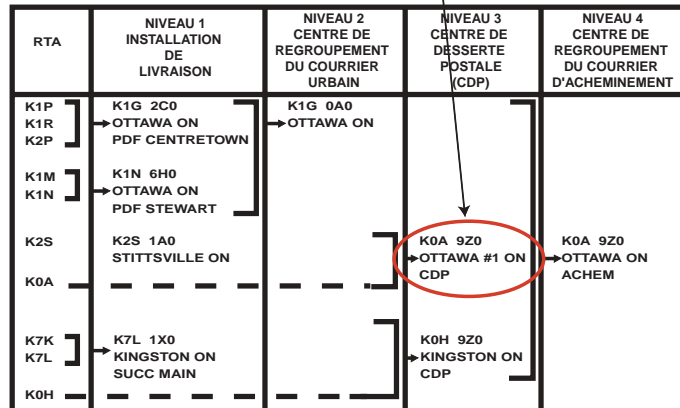 RTA
NIVEAU 1
INSTALLATION
DE
LIVRAISON
NIVEAU 2
CENTRE DE
REGROUPEMENT
DU COURRIER
URBAIN
NIVEAU 3
CENTRE DE
DESSERTE
POSTALE
(CDP)
NIVEAU 4
CENTRE DE
REGROUPEMENT
DU COURRIER
D'ACHEMINEMENT
K1P
K1R
K2P
K1G 2C0
OTTAWA ON
PDF CENTRETOWN
K1G 0A0
OTTAWA ON
K1M
K1N
K1N 6H0
OTTAWA ON
PDF STEWART
K2S
K2S 1A0
STITTSVILLE ON
K0A 9Z0
OTTAWA #1 ON
CDP
K0A 9Z0
OTTAWA ON
ACHEM
K0A
K7K
K7L
K7L 1X0
KINGSTON ON
SUCC MAIN
K0H 9Z0
KINGSTON ON
CDP
K0H